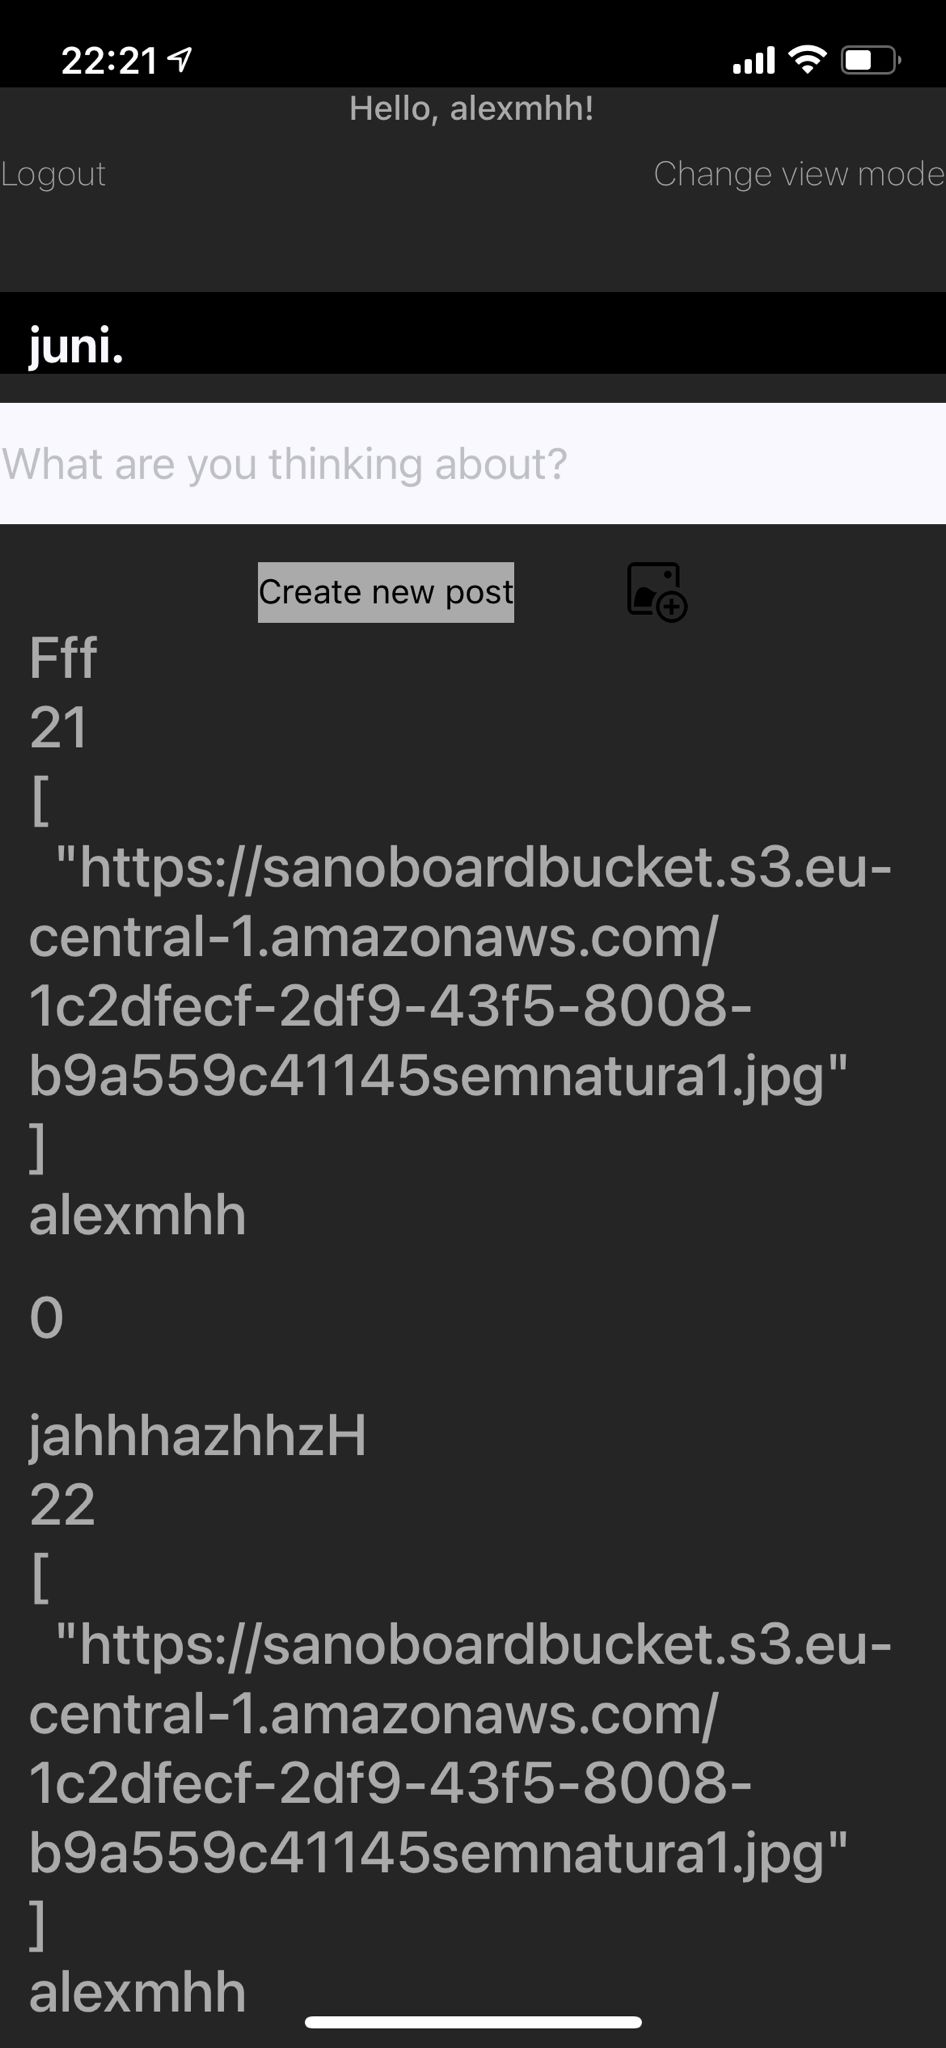 22:21
Hello, alexmhh!
Logout
Change view mode
juni.
What are you thinking about?
Create new post
Fff
21
[
"https://sanoboardbucket.s3.eu-
central-1.amazonaws.com/
1c2dfecf-2df9-43f5-8008-
b9a559c41145semnatura1.jpg"
]
alexmhh
0
jahhhazhhzH
22
[
"https://sanoboardbucket.s3.eu-
central-1.amazonaws.com/
1c2dfecf-2df9-43f5-8008-
b9a559c41145semnatura1.jpg"
]
alexmhh